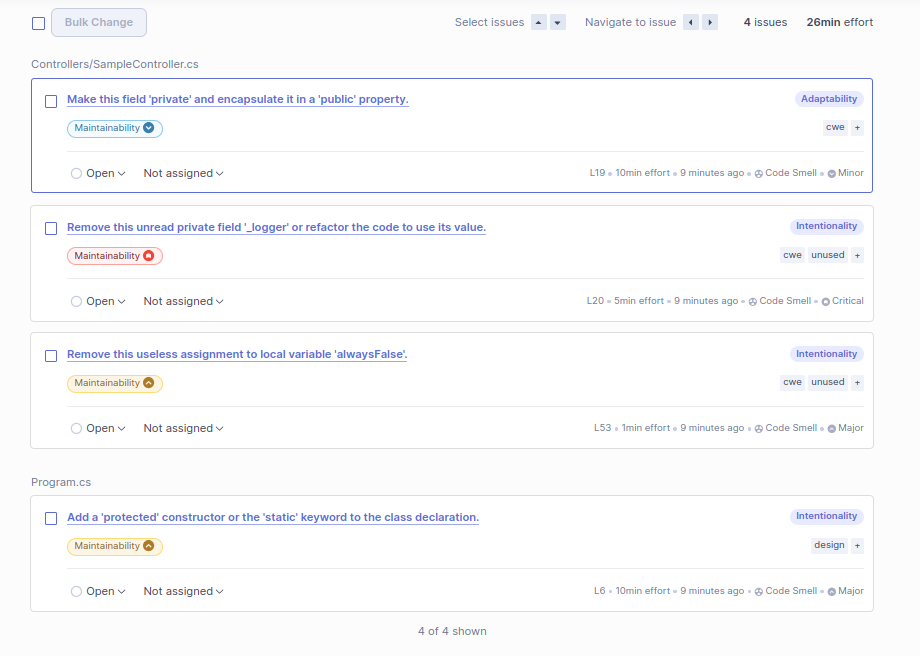 Bulk Change Select issues Navigate to issue 4 issues 26min effort
Controllers/SampleController.cs
Make this field 'private' and encapsulate it in a 'public' property. Adaptability
Maintainability cwe +
Open Not assigned L19 • 10min effort • 9 minutes ago • Code Smell • Minor
Remove this unread private field '_logger' or refactor the code to use its value. Intentionality
Maintainability cwe unused +
Open Not assigned L20 • 5min effort • 9 minutes ago • Code Smell • Critical
Remove this useless assignment to local variable 'alwaysFalse'. Intentionality
Maintainability cwe unused +
Open Not assigned L53 • 1min effort • 9 minutes ago • Code Smell • Major
Program.cs
Add a 'protected' constructor or the 'static' keyword to the class declaration. Intentionality
Maintainability design +
Open Not assigned L6 • 10min effort • 9 minutes ago • Code Smell • Major
4 of 4 shown